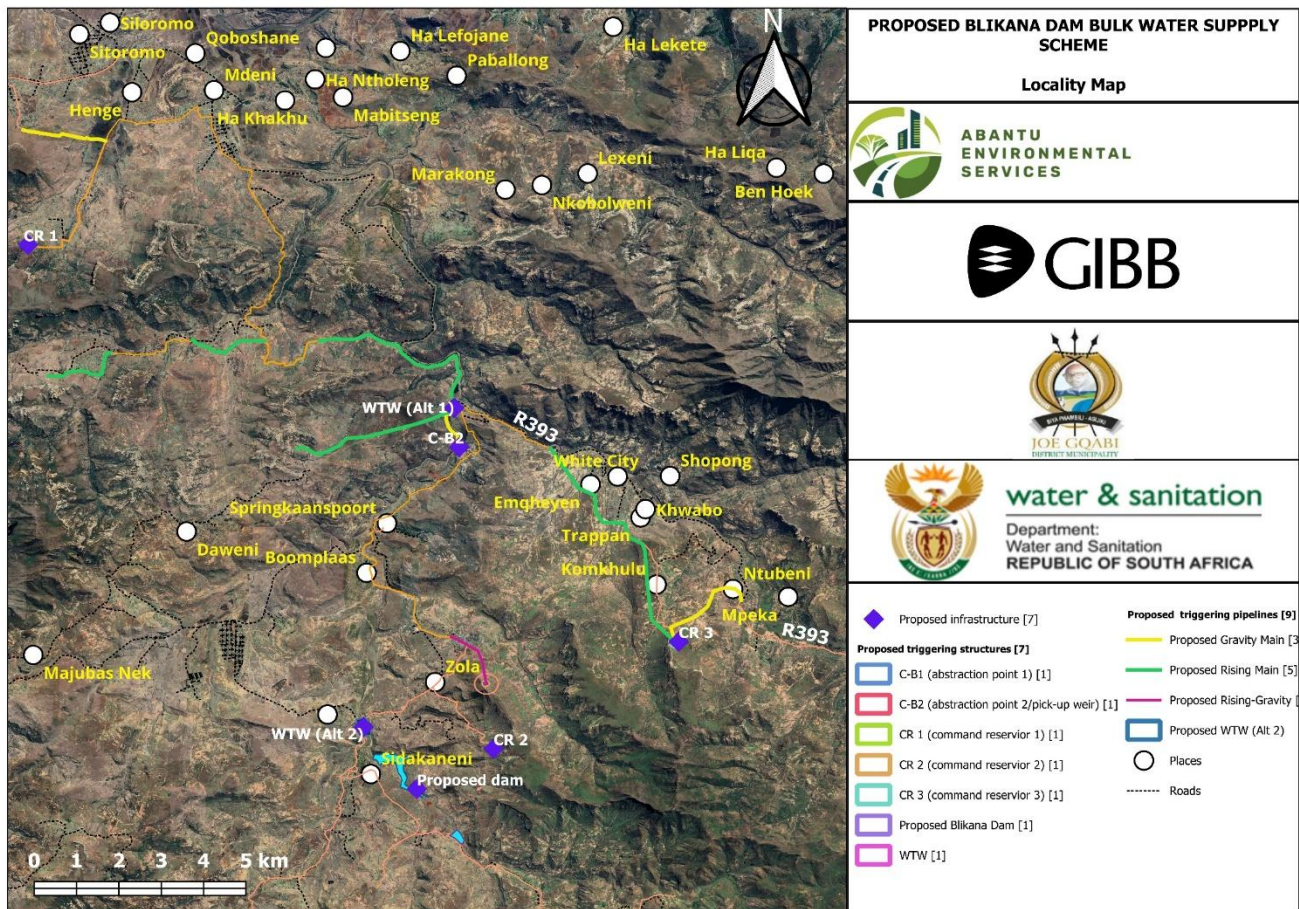 Siloromo
Sitoromo
Qoboshane
Ha Lefojane
Ha Lekete
N
Paballong
Mdeni
Ha Ntholeng
Henge
Ha Khakhu
Mabitseng
Lexeni
Ha Liqa
Marakong
Nkobolweni
Ben Hoek
CR 1
WTW (Alt 1)
R393
C-B2
White City
Shopong
Emqheyen
Khwabo
Springkaanspoort
Trappan
Daweni
Boomplaas
Komkhulu
Ntubeni
Mpeka
CR 3
R393
Majubas Nek
Zola
WTW (Alt 2)
CR 2
Sidakaneni
Proposed dam
0 1 2 3 4 5 km
PROPOSED BLIKANA DAM BULK WATER SUPPPLY
SCHEME
Locality Map
ABANTU
ENVIRONMENTAL
SERVICES
GIBB
JOE GQABI
DISTRICT MUNICIPALITY
water & sanitation
Department:
Water and Sanitation
REPUBLIC OF SOUTH AFRICA
Proposed infrastructure [7]
Proposed triggering structures [7]
C-B1 (abstraction point 1) [1]
C-B2 (abstraction point 2/pick-up weir) [1]
CR 1 (command reservior 1) [1]
CR 2 (command reservior 2) [1]
CR 3 (command reservior 3) [1]
Proposed Blikana Dam [1]
WTW [1]
Proposed triggering pipelines [9]
Proposed Gravity Main [3
Proposed Rising Main [5]
Proposed Rising-Gravity [
Proposed WTW (Alt 2)
Places
Roads